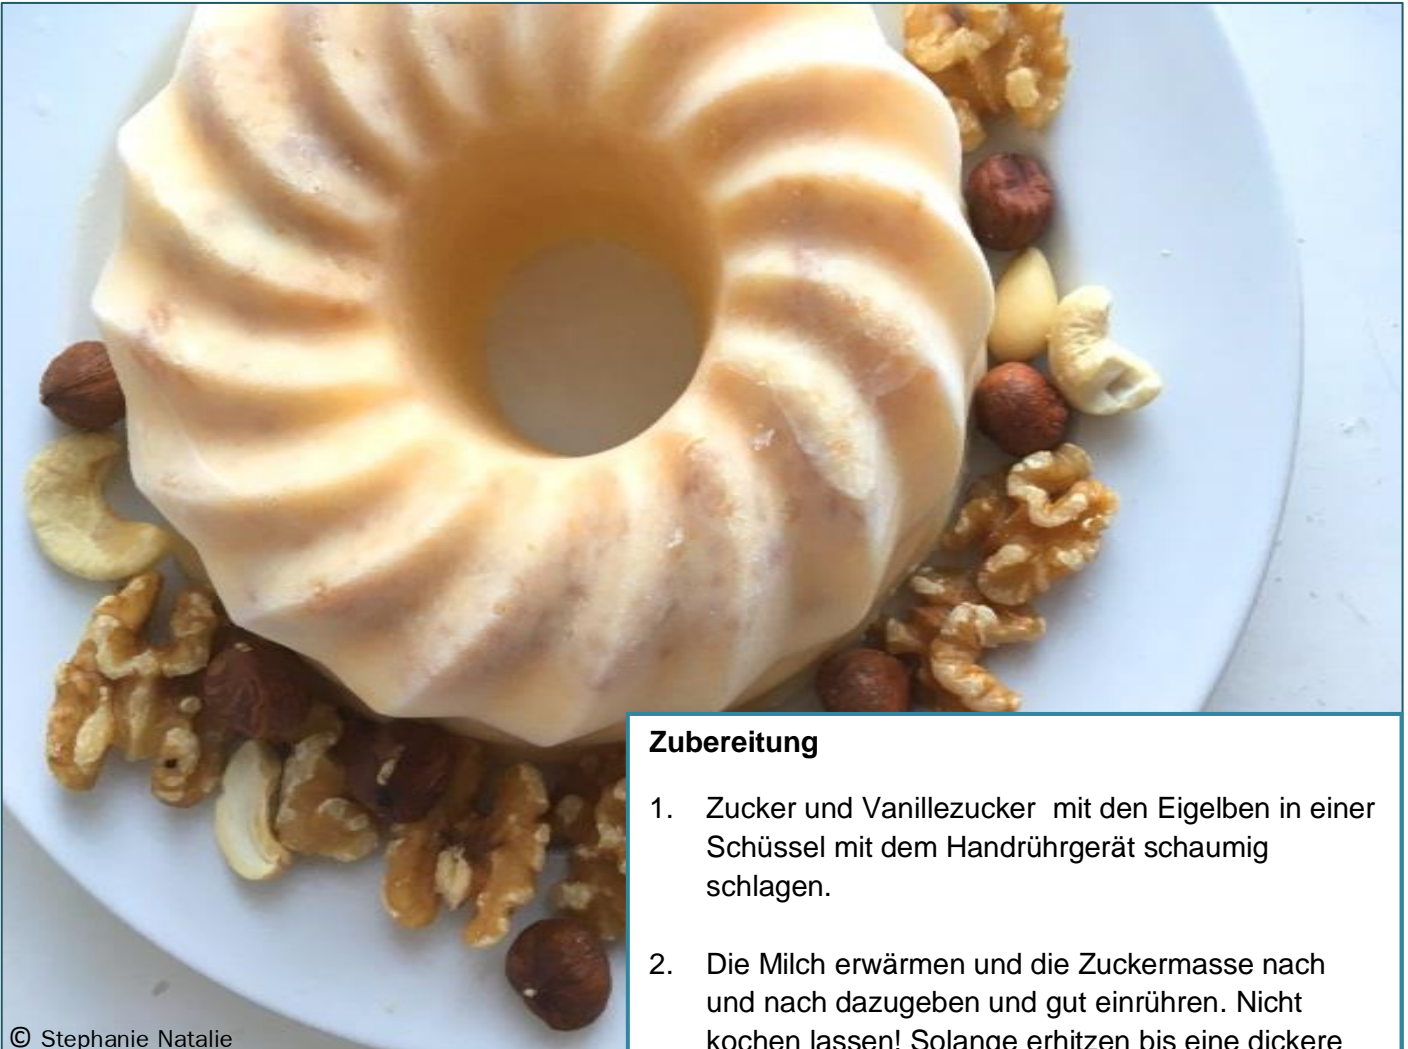 Zubereitung
1. Zucker und Vanillezucker  mit den Eigelben in einer
Schüssel mit dem Handrührgerät schaumig
schlagen.
2. Die Milch erwärmen und die Zuckermasse nach
und nach dazugeben und gut einrühren. Nicht
kochen lassen! Solange erhitzen bis eine dickere
© Stephanie Natalie